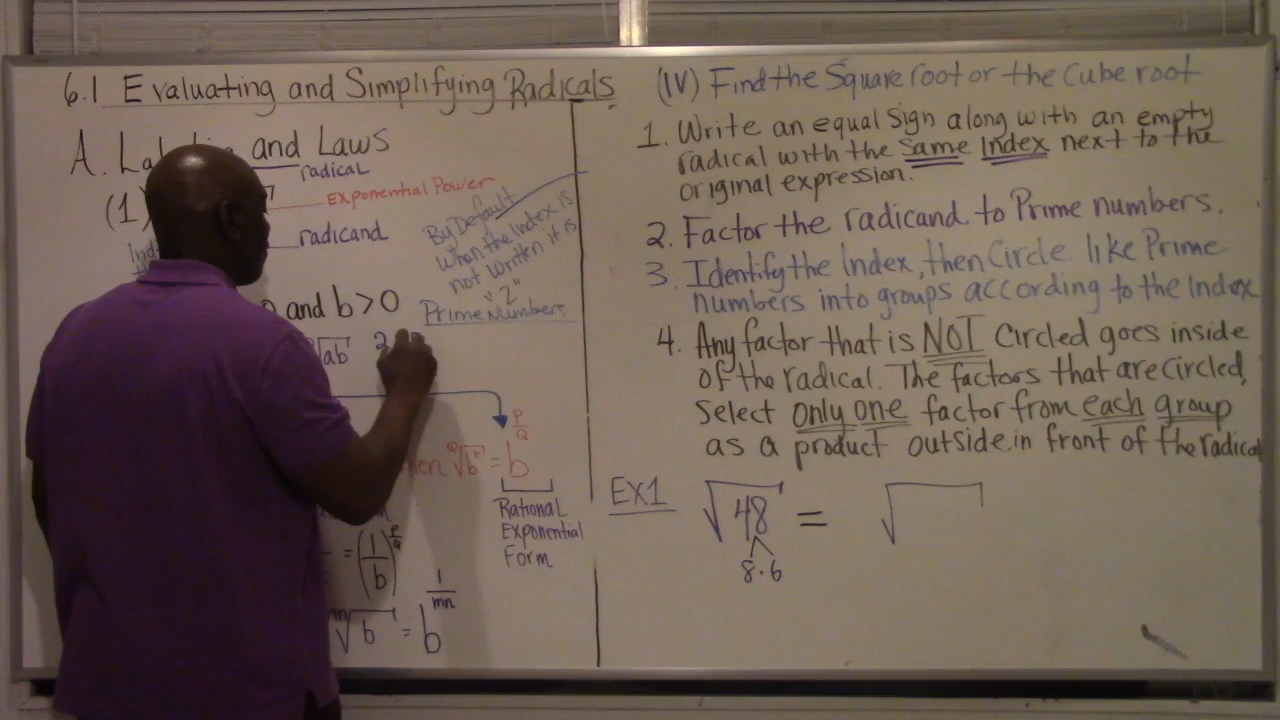 6.1 Evaluating and Simplifying Radicals
A. and Laws
radical
(1)
Exponential Power
radicand
By Default
when the Index is
not written it is
"2"
Prime Numbers
and b > 0
√ab 2
P/Q
ⁿ√b = b
Rational
Exponential
Form
= (1/b)^P/Q
mn√b = b^1/mn
(IV) Find the Square root or the Cube root
1. Write an equal sign along with an empty
radical with the same Index next to the
original expression.
2. Factor the radicand to Prime numbers.
3. Identify the Index, then Circle like Prime
numbers into groups according to the Index
4. Any factor that is NOT Circled goes inside
of the radical. The factors that are circled,
Select only one factor from each group
as a product outside in front of the radical
EX1 √48 = √
8·6